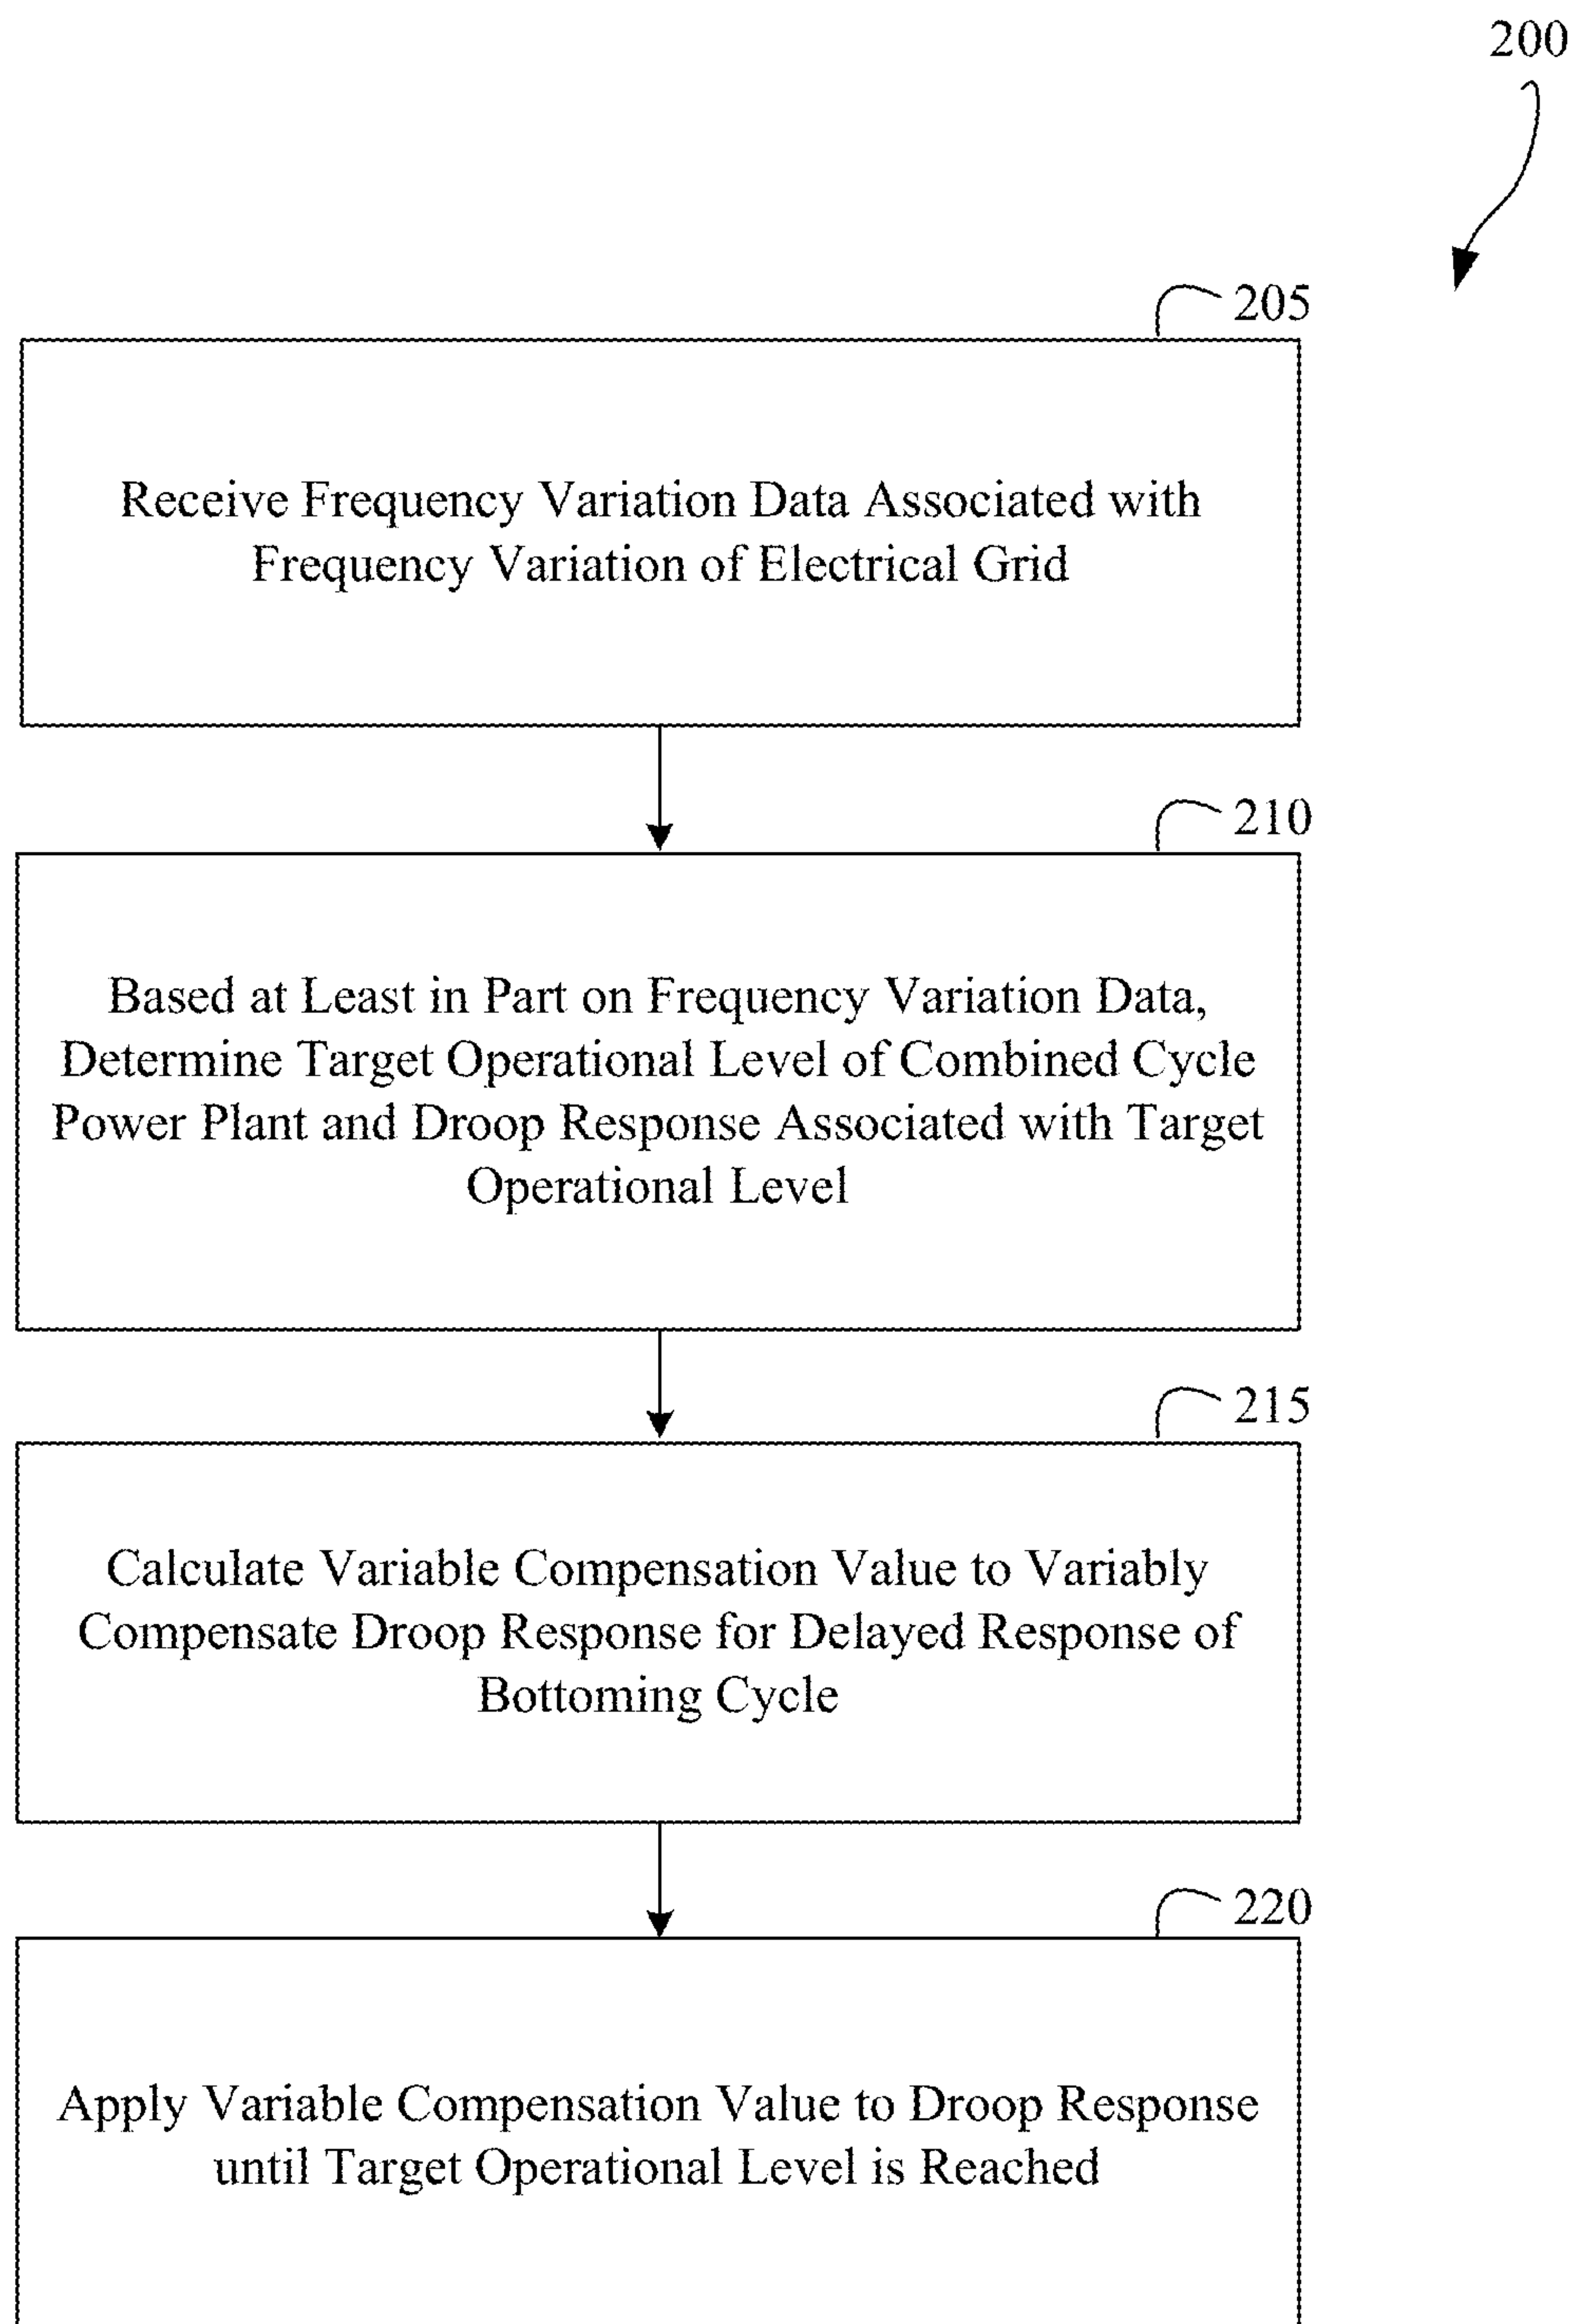 200
205
Receive Frequency Variation Data Associated with
Frequency Variation of Electrical Grid
210
Based at Least in Part on Frequency Variation Data,
Determine Target Operational Level of Combined Cycle
Power Plant and Droop Response Associated with Target
Operational Level
215
Calculate Variable Compensation Value to Variably
Compensate Droop Response for Delayed Response of
Bottoming Cycle
220
Apply Variable Compensation Value to Droop Response
until Target Operational Level is Reached